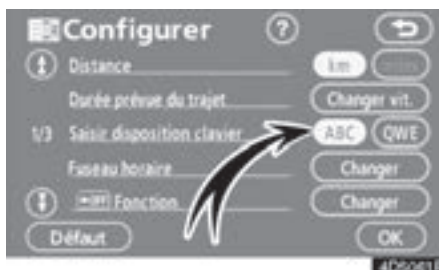 Configurer ?
Distance km
Durée prévue du trajet Changer vit.
1/3 Saisir disposition clavier ABC QWE
Fuseau horaire Changer
OFF Fonction Changer
Défaut OK